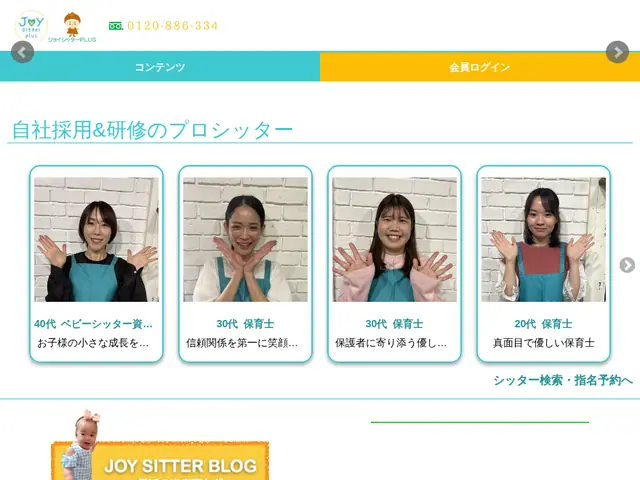 JOY
sitter
plus
ジョイシッターPLUS
0120-886-334
コンテンツ
会員ログイン
自社採用&研修のプロシッター
40代 ベビーシッター資…
お子様の小さな成長を…
30代 保育士
信頼関係を第一に笑顔…
30代 保育士
保護者に寄り添う優し…
20代 保育士
真面目で優しい保育士
シッター検索・指名予約へ
JOY SITTER BLOG